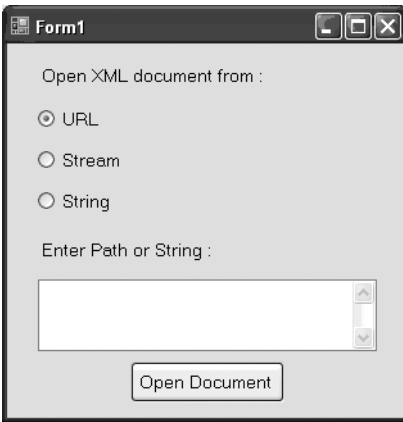 Form1
Open XML document from :
URL
Stream
String
Enter Path or String :
Open Document